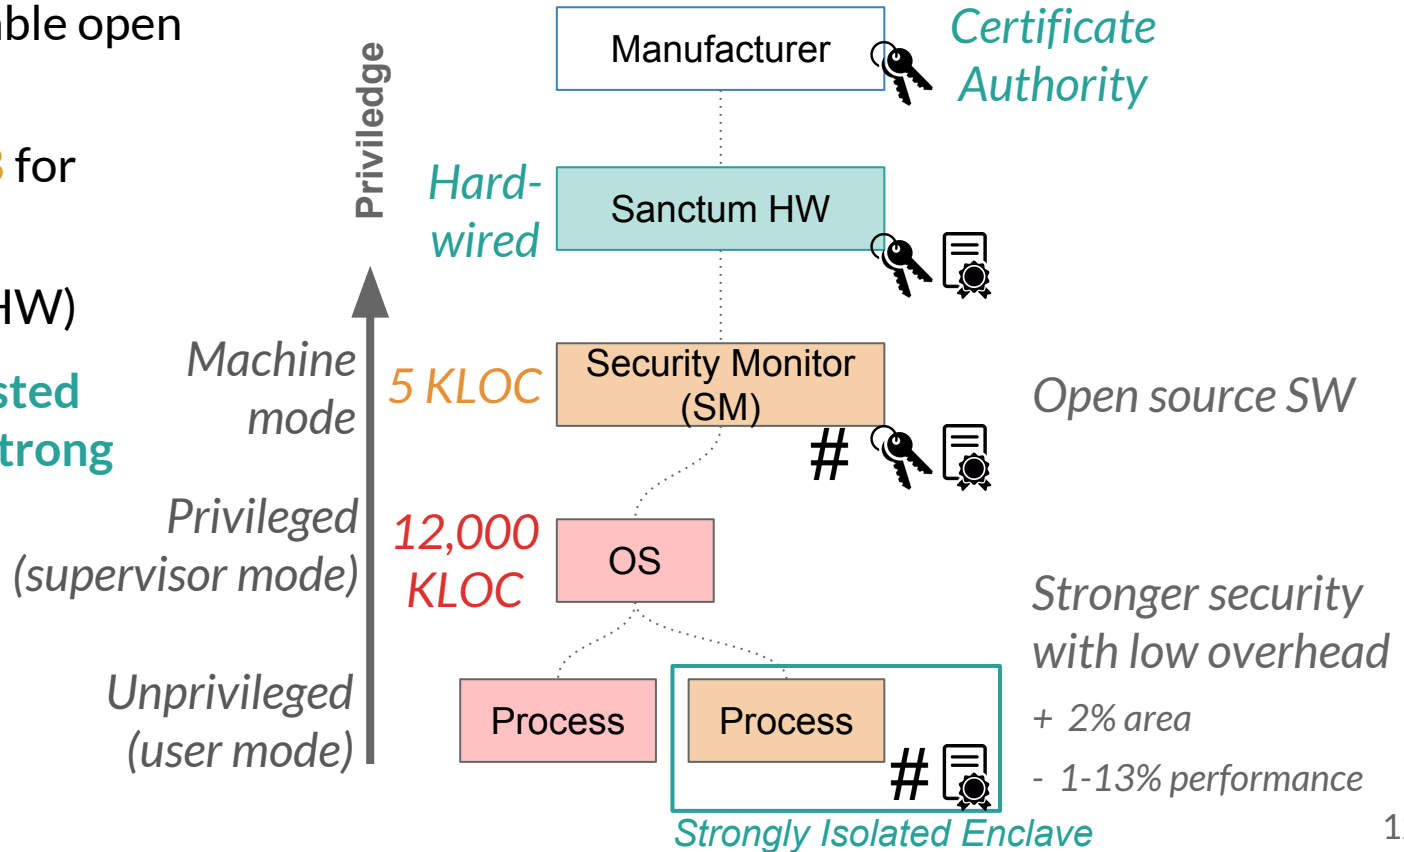 able open
for
HW)
sted
trong
Priviledge
Manufacturer
Certificate
Authority
Hard-
wired
Sanctum HW
Machine
mode
5 KLOC
Security Monitor
(SM)
#
Open source SW
Privileged
(supervisor mode)
12,000
KLOC
OS
Stronger security
with low overhead
+ 2% area
- 1-13% performance
Unprivileged
(user mode)
Process
Process
#
Strongly Isolated Enclave